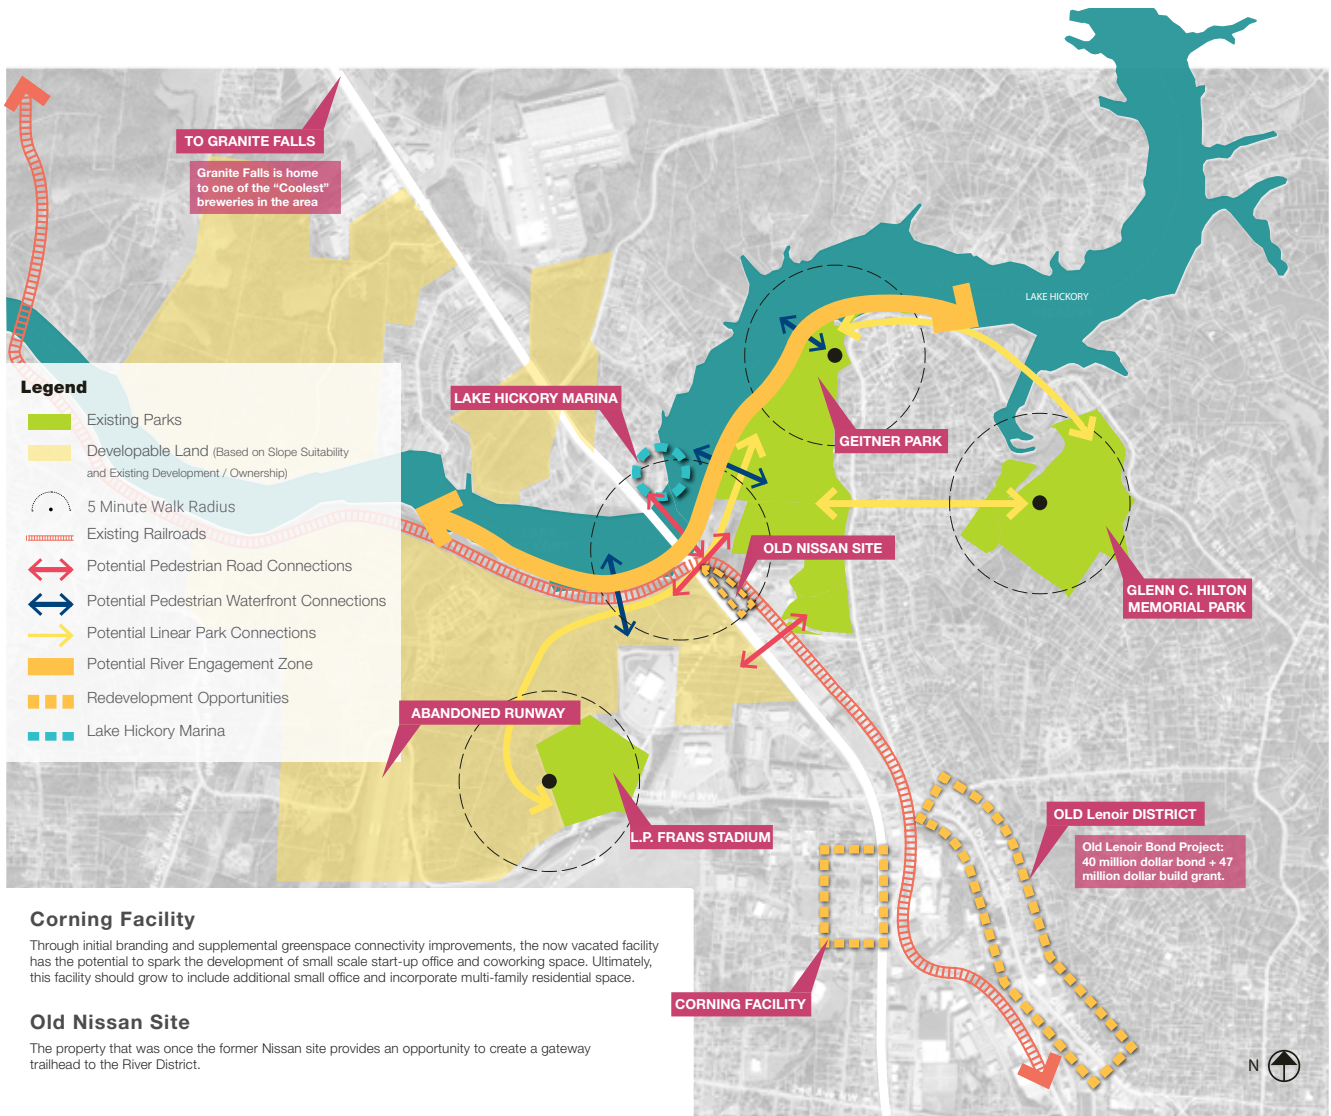 TO GRANITE FALLS
Granite Falls is home
to one of the “Coolest”
breweries in the area
LAKE HICKORY
Legend
Existing Parks
Developable Land (Based on Slope Suitability
and Existing Development / Ownership)
5 Minute Walk Radius
Existing Railroads
Potential Pedestrian Road Connections
Potential Pedestrian Waterfront Connections
Potential Linear Park Connections
Potential River Engagement Zone
Redevelopment Opportunities
Lake Hickory Marina
LAKE HICKORY MARINA
GEITNER PARK
OLD NISSAN SITE
GLENN C. HILTON
MEMORIAL PARK
ABANDONED RUNWAY
L.P. FRANS STADIUM
OLD Lenoir DISTRICT
Old Lenoir Bond Project:
40 million dollar bond + 47
million dollar build grant.
CORNING FACILITY
Corning Facility
Through initial branding and supplemental greenspace connectivity improvements, the now vacated facility
has the potential to spark the development of small scale start-up office and coworking space. Ultimately,
this facility should grow to include additional small office and incorporate multi-family residential space.
Old Nissan Site
The property that was once the former Nissan site provides an opportunity to create a gateway
trailhead to the River District.
N